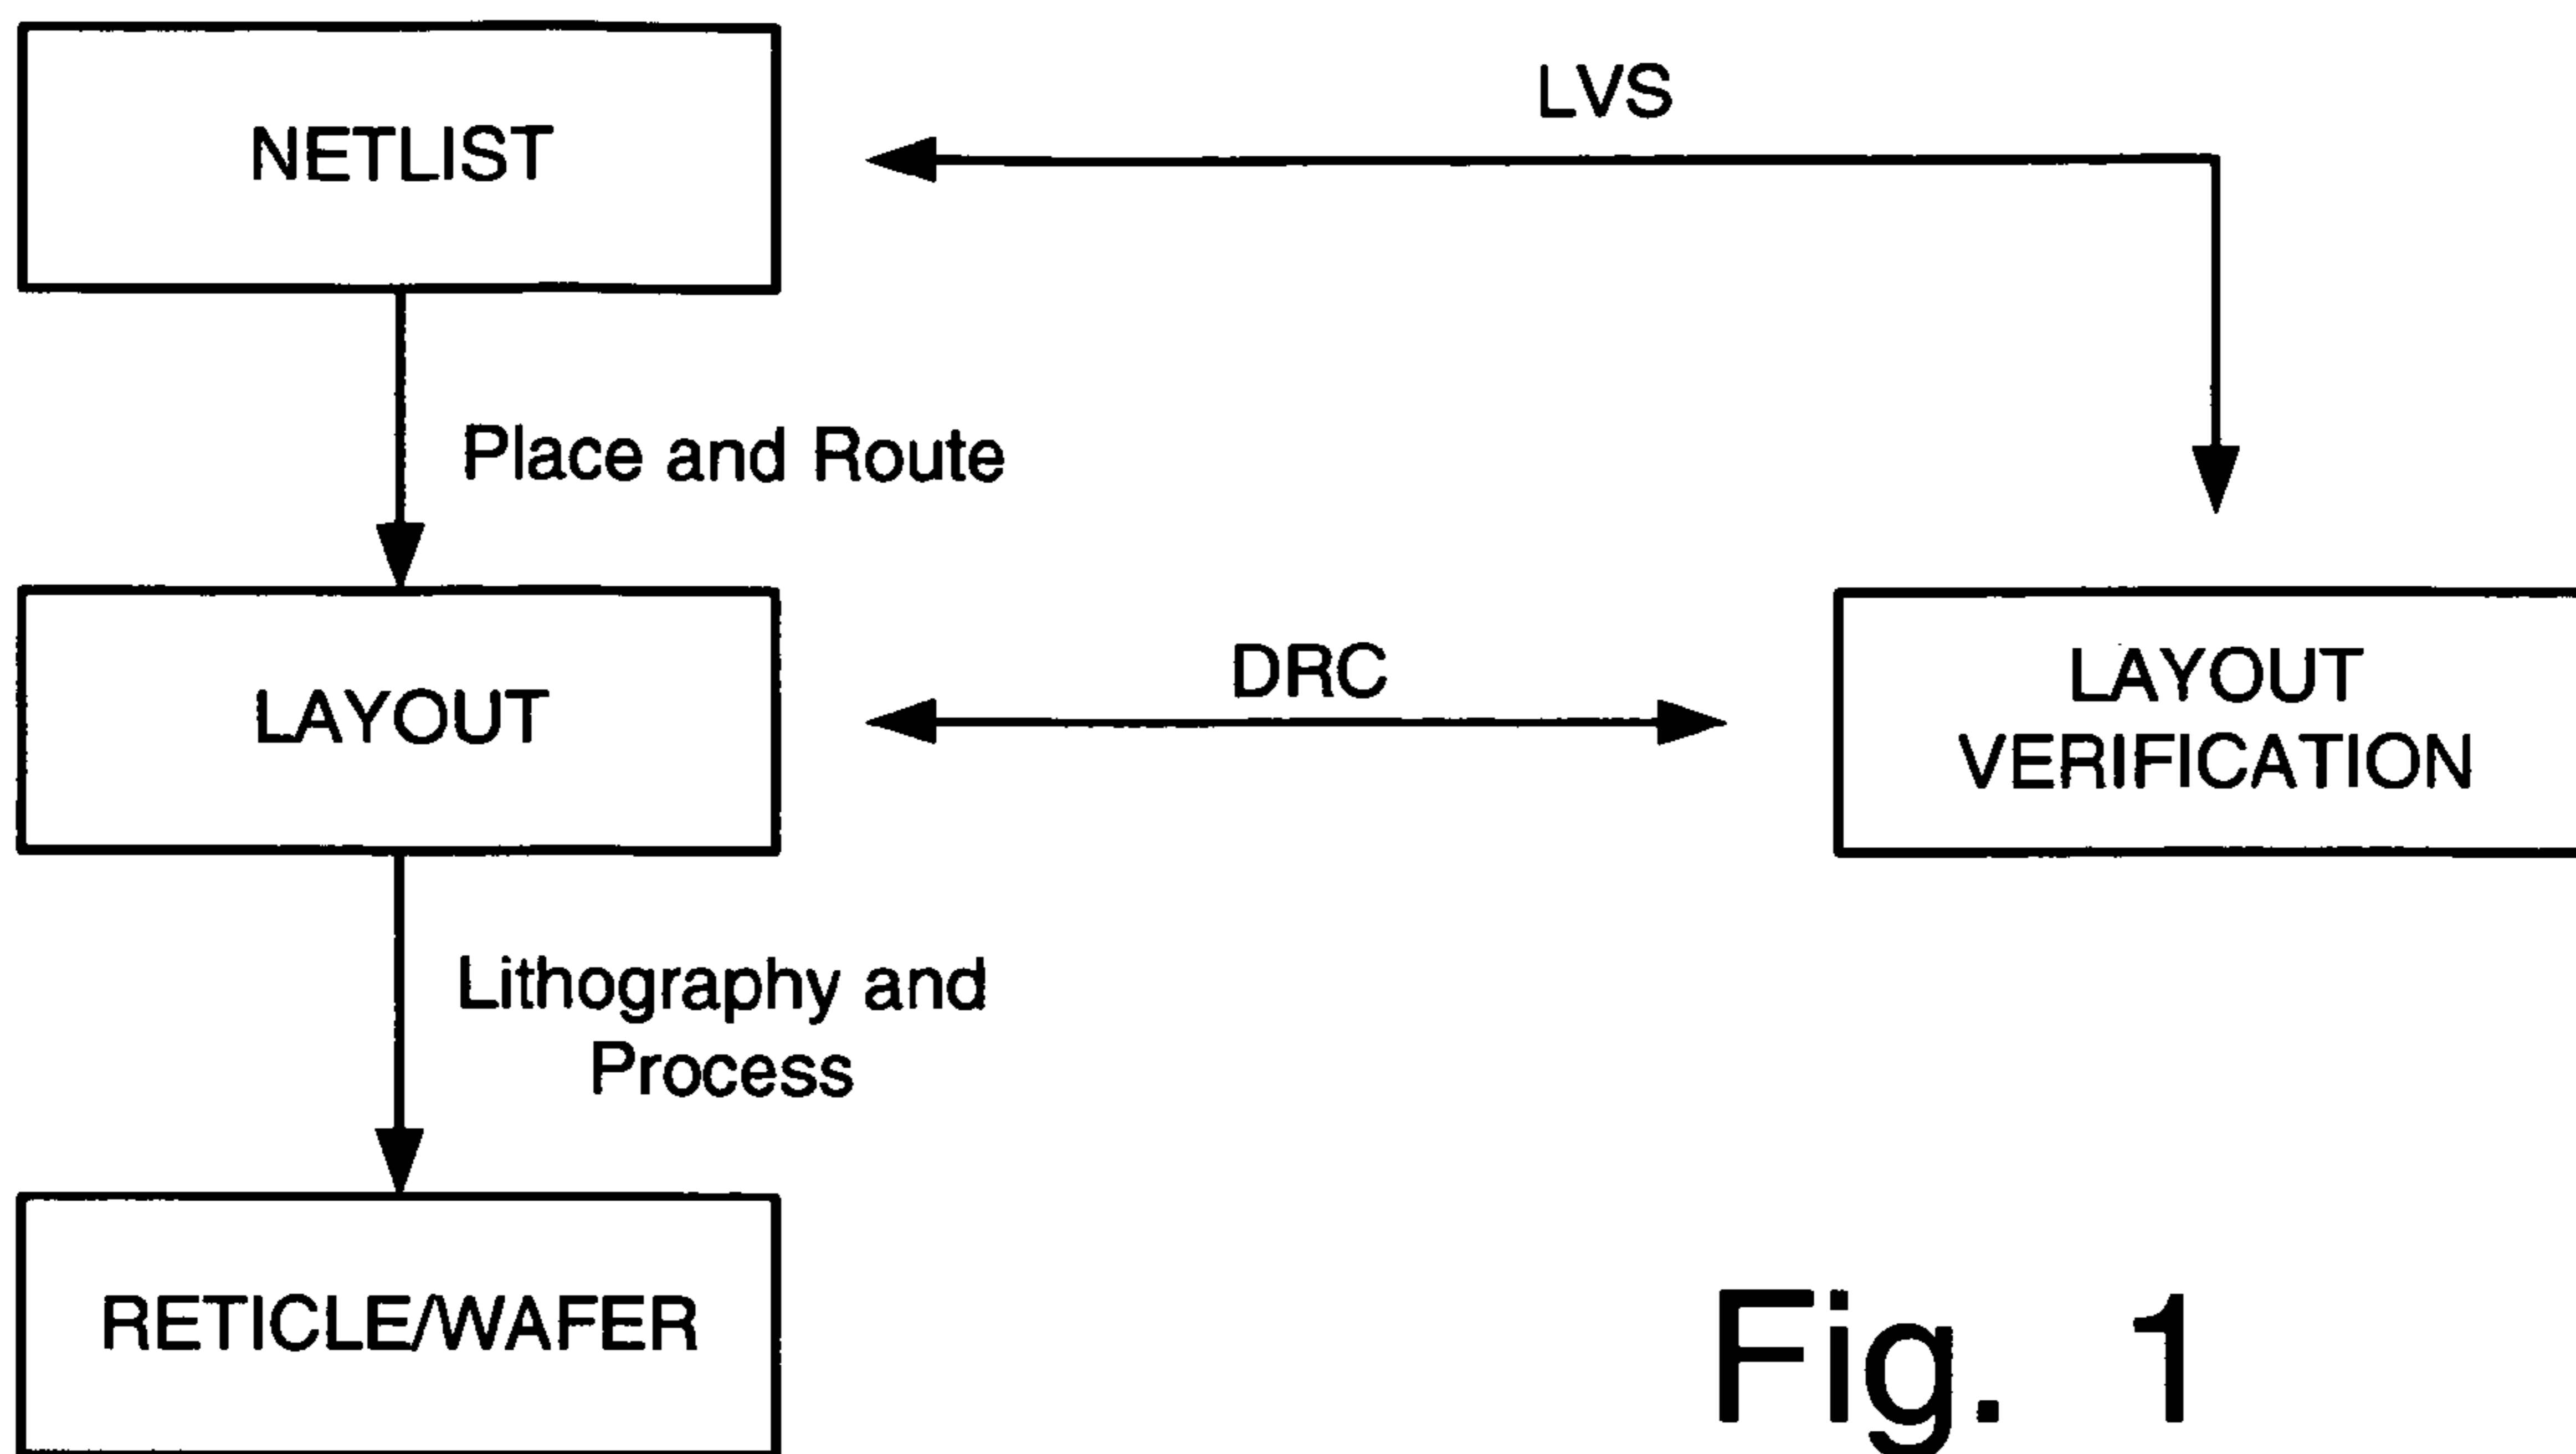 NETLIST
LVS
Place and Route
LAYOUT
DRC
LAYOUT
VERIFICATION
Lithography and
Process
RETICLE/WAFER
Fig. 1